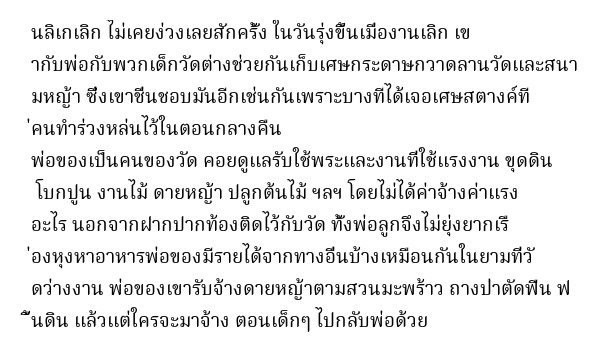 นลิเกเลิก ไม่เคยง่วงเลยสักครั้ง ในวันรุ่งขึ้นเมื่องานเลิก เข
ากับพ่อกับพวกเด็กวัดต่างช่วยกันเก็บเศษกระดาษกวาดลานวัดและสนา
มหญ้า ซึ่งเขาชื่นชอบมันอีกเช่นกันเพราะบางทีได้เจอเศษสตางค์ที
่คนทำร่วงหล่นไว้ในตอนกลางคืน
พ่อของเป็นคนของวัด คอยดูแลรับใช้พระและงานที่ใช้แรงงาน ขุดดิน
 โบกปูน งานไม้ ดายหญ้า ปลูกต้นไม้ ฯลฯ โดยไม่ได้ค่าจ้างค่าแรง
อะไร นอกจากฝากปากท้องติดไว้กับวัด ทั้งพ่อลูกจึงไม่ยุ่งยากเรื
่องหุงหาอาหารพ่อของมีรายได้จากทางอื่นบ้างเหมือนกันในยามที่วั
ดว่างงาน พ่อของเขารับจ้างดายหญ้าตามสวนมะพร้าว ถางป่าตัดฟืน ฟ
ื้นดิน แล้วแต่ใครจะมาจ้าง ตอนเด็กๆ ไปกลับพ่อด้วย